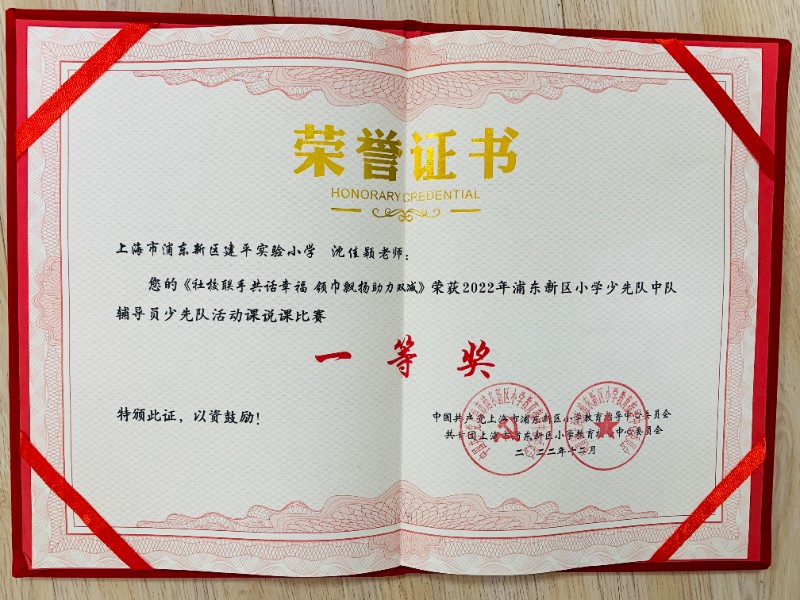 荣誉证书
HONORARY CREDENTIAL
上海市浦东新区建平实验小学 沈佳颖老师：
您的《社校联手共话幸福 领巾飘扬助力双减》荣获2022年浦东新区小学少先队中队
辅导员少先队活动课说课比赛
一等奖
特颁此证，以资鼓励！
中国共产党上海市浦东新区小学教育指导中心委员会
共青团上海市浦东新区小学教育指导中心委员会
二〇二二年十二月